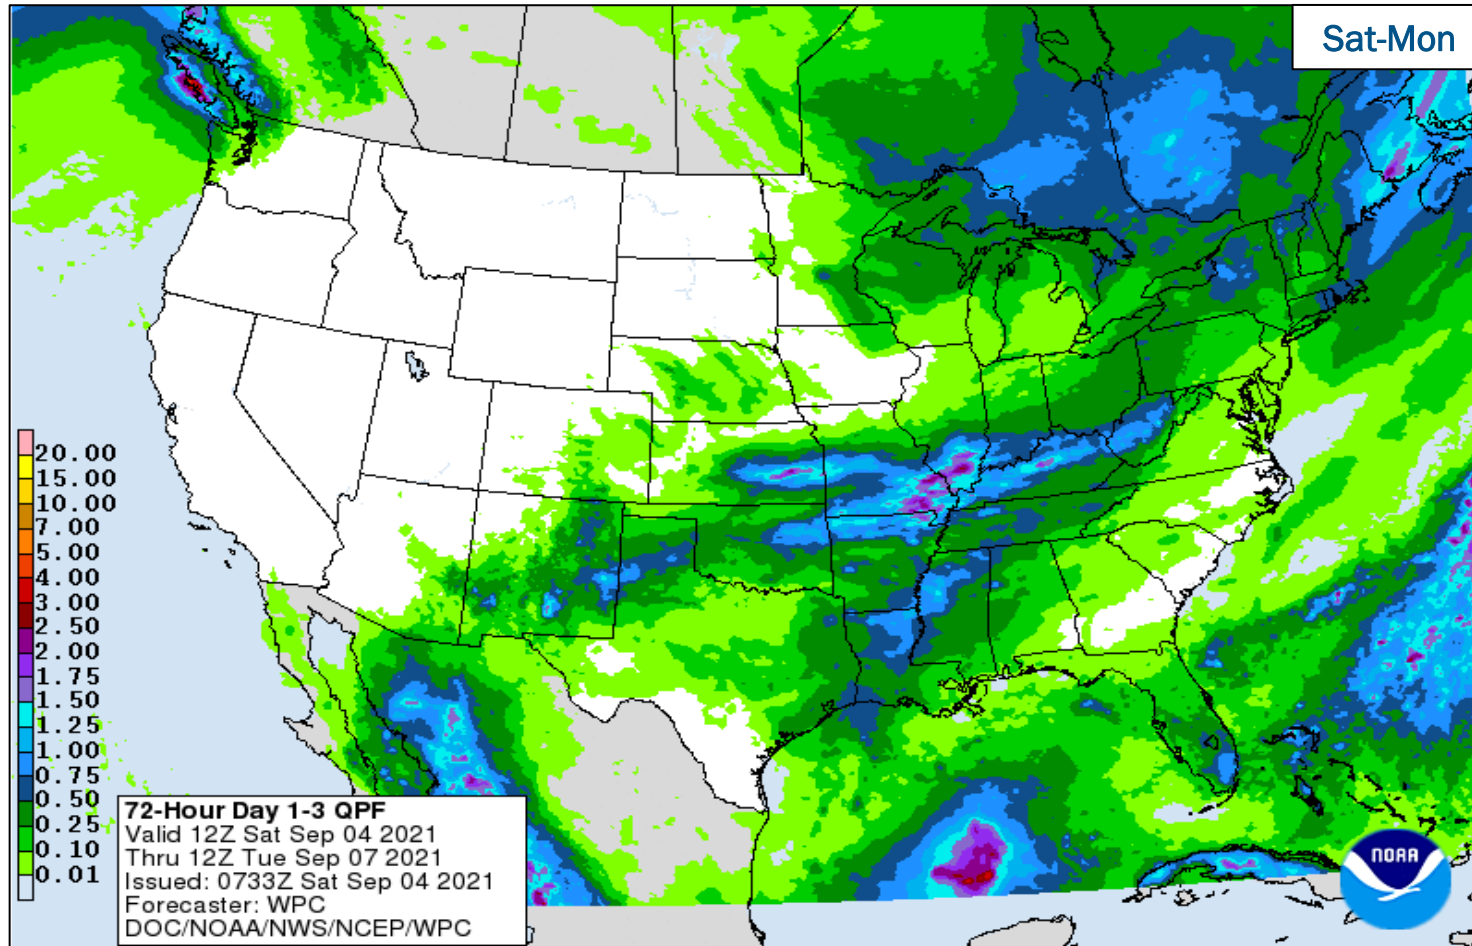 Sat-Mon
20.00
15.00
10.00
7.00
5.00
4.00
3.00
2.50
2.00
1.75
1.50
1.25
1.00
0.75
0.50
0.25
0.10
0.01
72-Hour Day 1-3 QPF
Valid 12Z Sat Sep 04 2021
Thru 12Z Tue Sep 07 2021
Issued: 0733Z Sat Sep 04 2021
Forecaster: WPC
DOC/NOAA/NWS/NCEP/WPC
NOAA